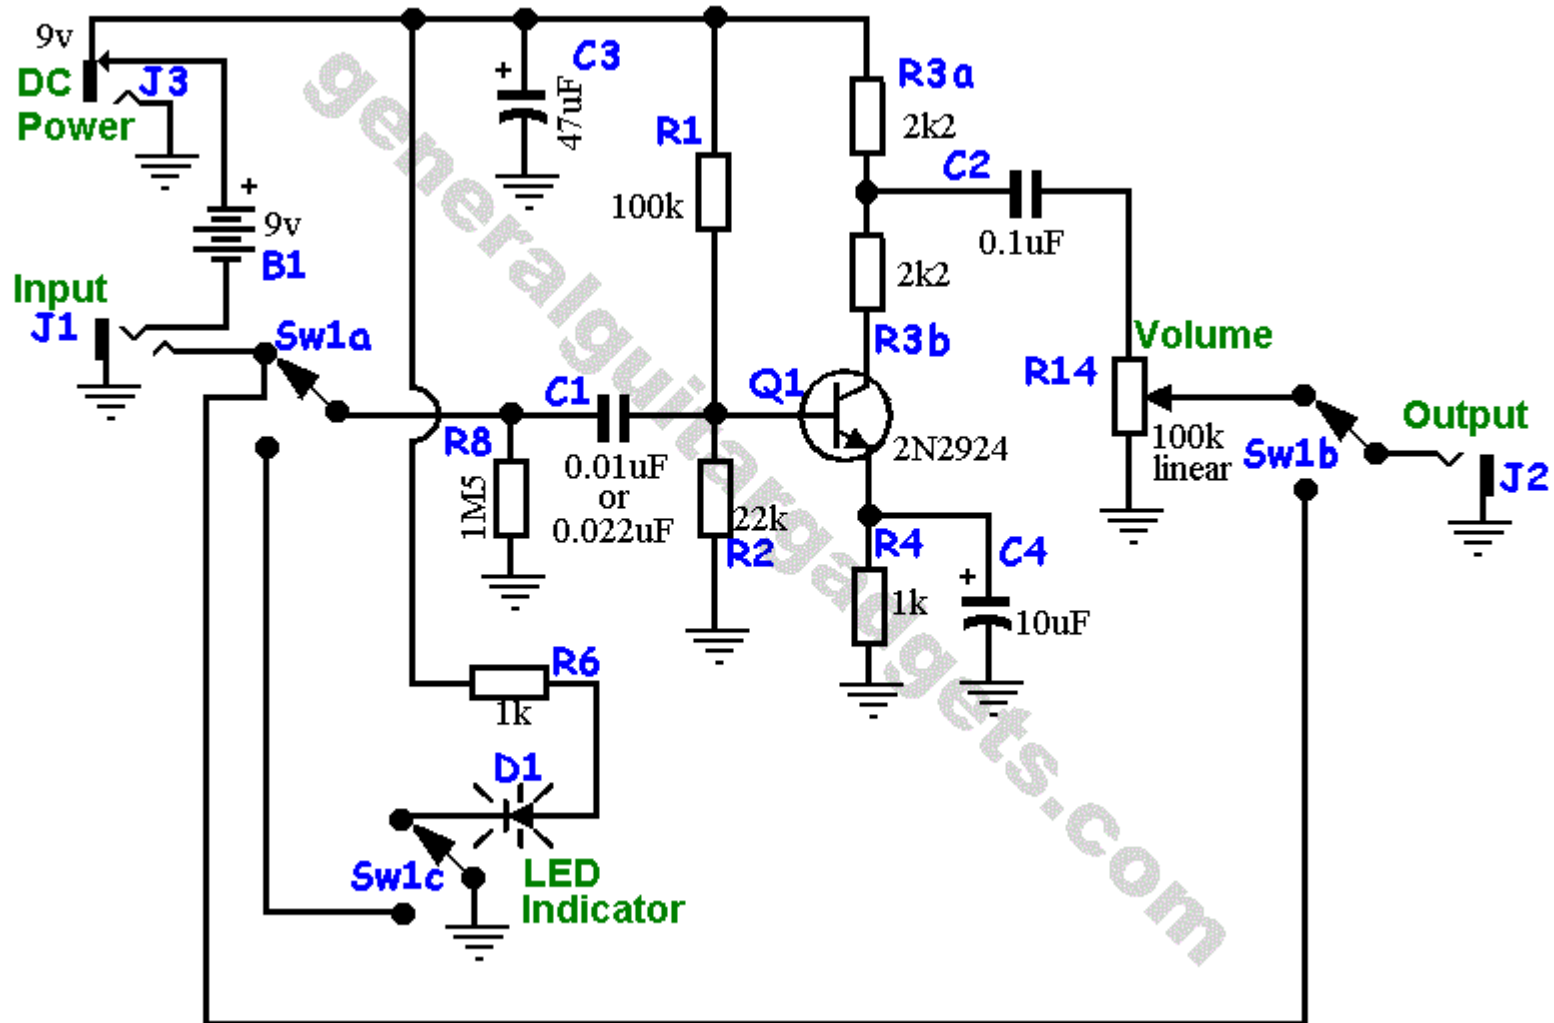 9v
DC
Power
J3
C3
+
47uF
R3a
2k2
R1
100k
C2
0.1uF
+
9v
B1
2k2
R3b
Input
J1
Sw1a
Volume
R14
100k
linear
Q1
2N2924
C1
0.01uF
or
0.022uF
R8
1M5
22k
R2
Output
Sw1b
J2
R4
1k
C4
+
10uF
R6
1k
D1
LED
Indicator
Sw1c
generalguitargadgets.com